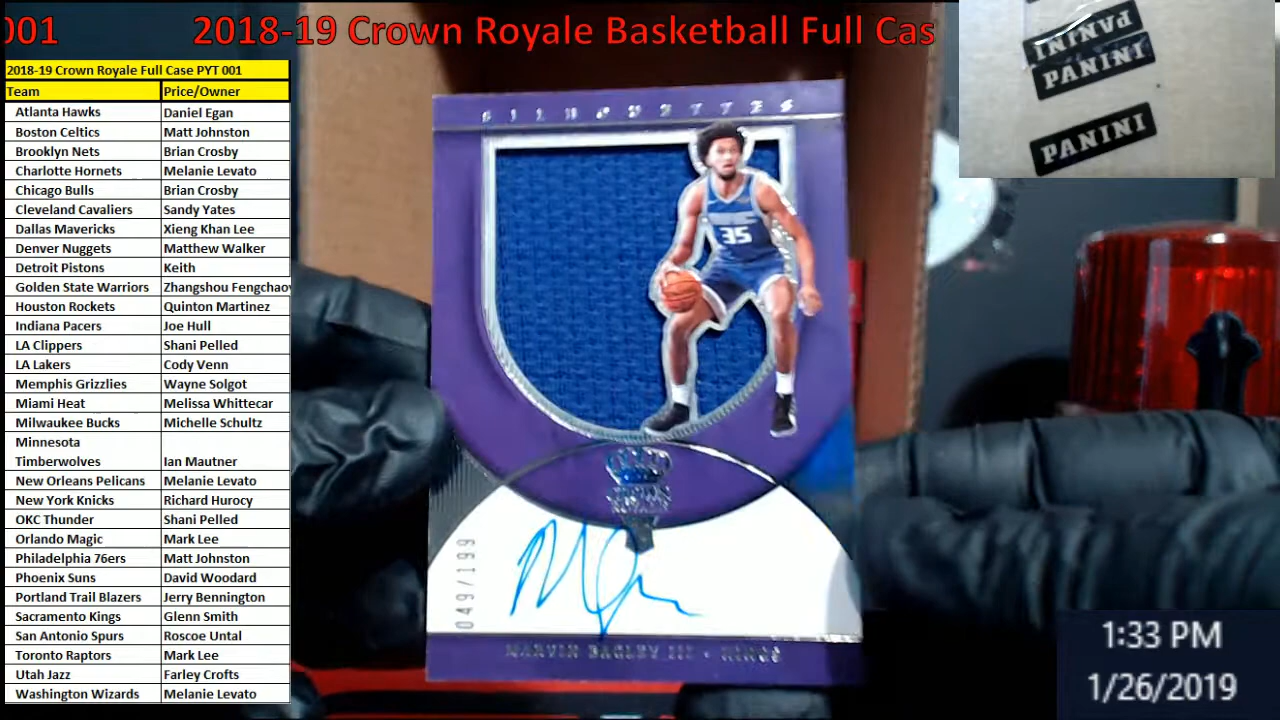 001 2018-19 Crown Royale Basketball Full Cas
2018-19 Crown Royale Full Case PYT 001
Team Price/Owner
Atlanta Hawks Daniel Egan
Boston Celtics Matt Johnston
Brooklyn Nets Brian Crosby
Charlotte Hornets Melanie Levato
Chicago Bulls Brian Crosby
Cleveland Cavaliers Sandy Yates
Dallas Mavericks Xieng Khan Lee
Denver Nuggets Matthew Walker
Detroit Pistons Keith
Golden State Warriors Zhangshou Fengchao
Houston Rockets Quinton Martinez
Indiana Pacers Joe Hull
LA Clippers Shani Pelled
LA Lakers Cody Venn
Memphis Grizzlies Wayne Solgot
Miami Heat Melissa Whittecar
Milwaukee Bucks Michelle Schultz
Minnesota
Timberwolves Ian Mautner
New Orleans Pelicans Melanie Levato
New York Knicks Richard Hurocy
OKC Thunder Shani Pelled
Orlando Magic Mark Lee
Philadelphia 76ers Matt Johnston
Phoenix Suns David Woodard
Portland Trail Blazers Jerry Bennington
Sacramento Kings Glenn Smith
San Antonio Spurs Roscoe Untal
Toronto Raptors Mark Lee
Utah Jazz Farley Crofts
Washington Wizards Melanie Levato
SILHOUETTES
35
CROWN
ROYALE
049/199
MARVIN BAGLEY III • KINGS
PANINI
PANINI
PANINI
1:33 PM
1/26/2019